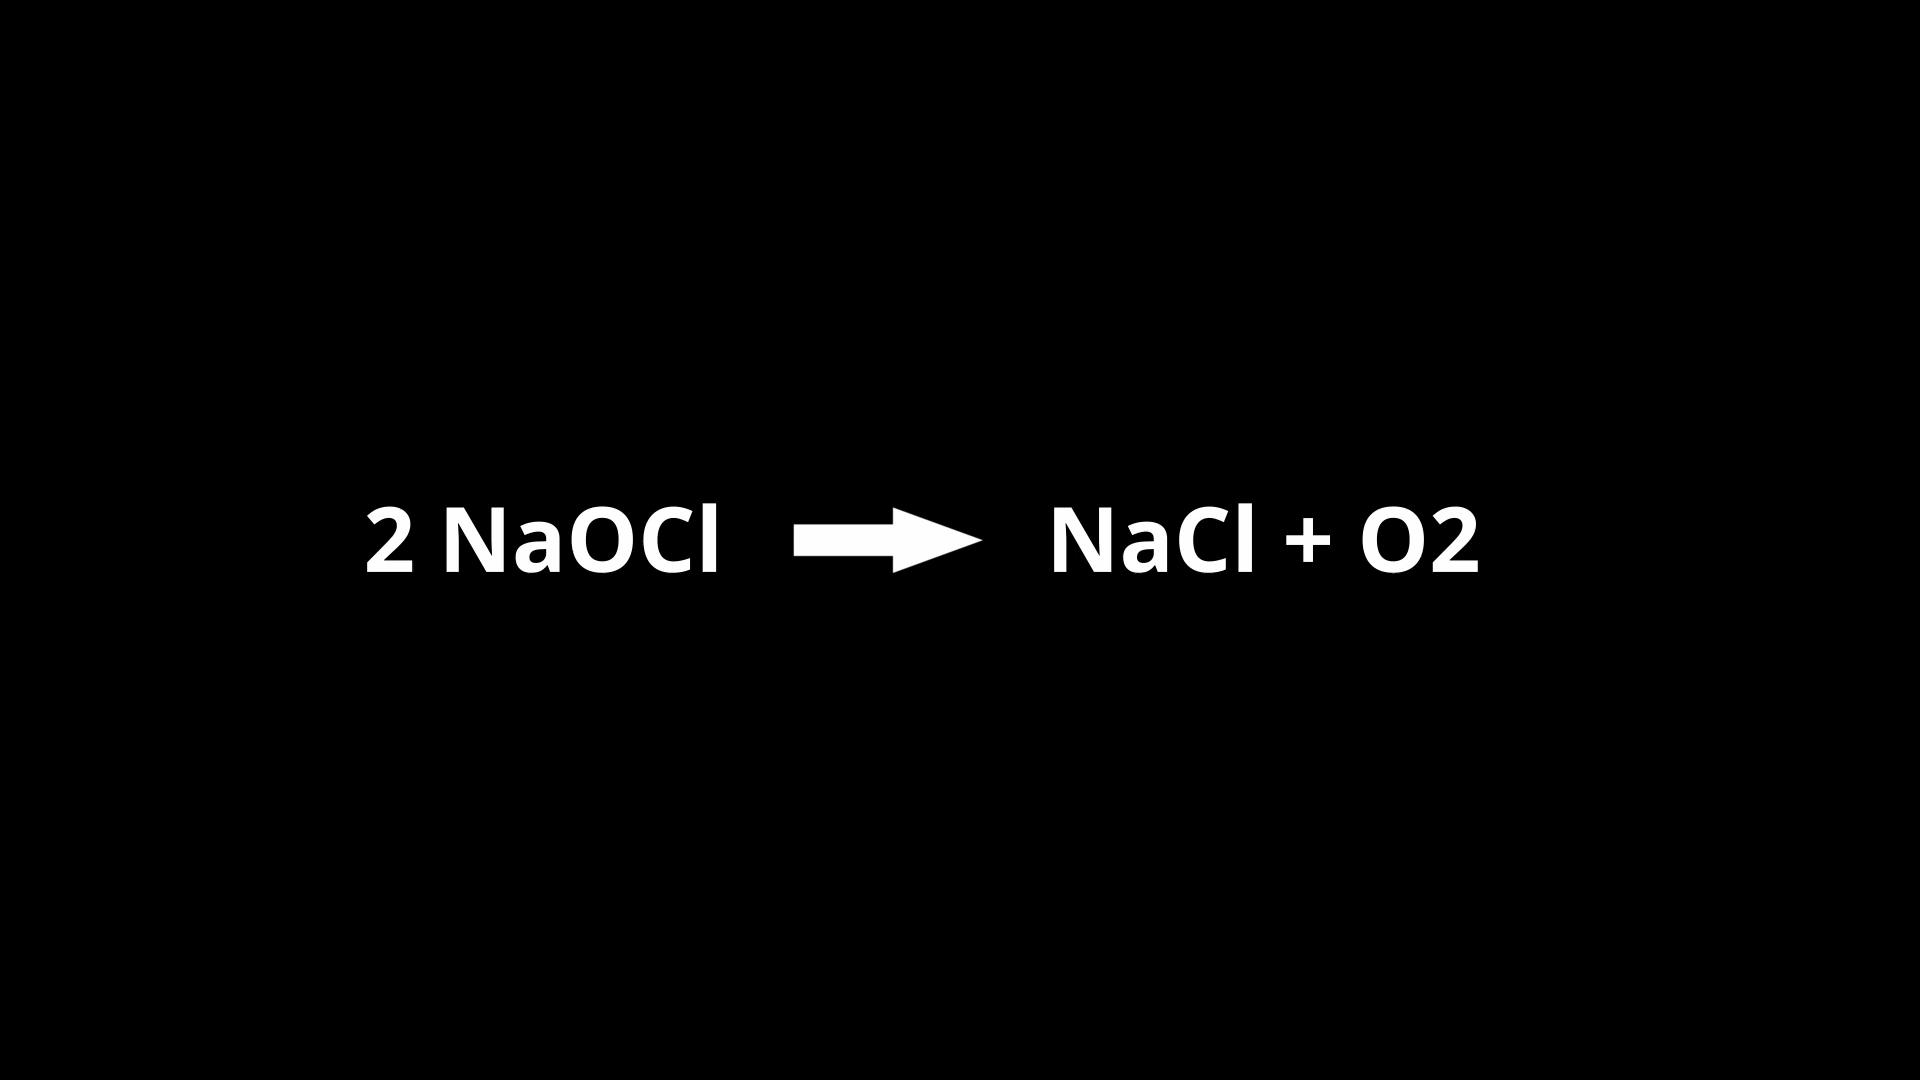 2 NaOCl → NaCl + O2